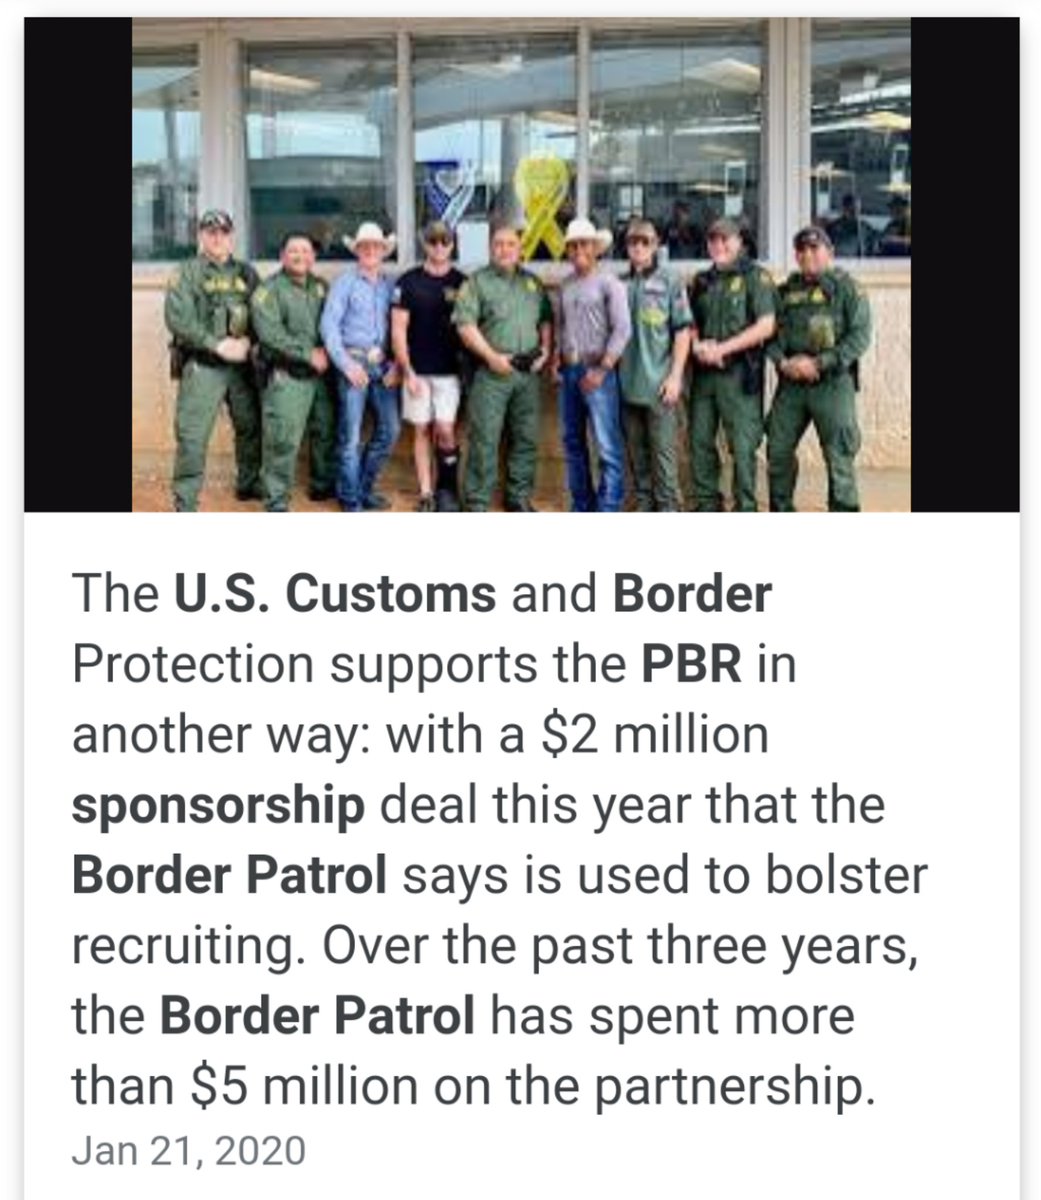 The U.S. Customs and Border
Protection supports the PBR in
another way: with a $2 million
sponsorship deal this year that the
Border Patrol says is used to bolster
recruiting. Over the past three years,
the Border Patrol has spent more
than $5 million on the partnership.
Jan 21, 2020